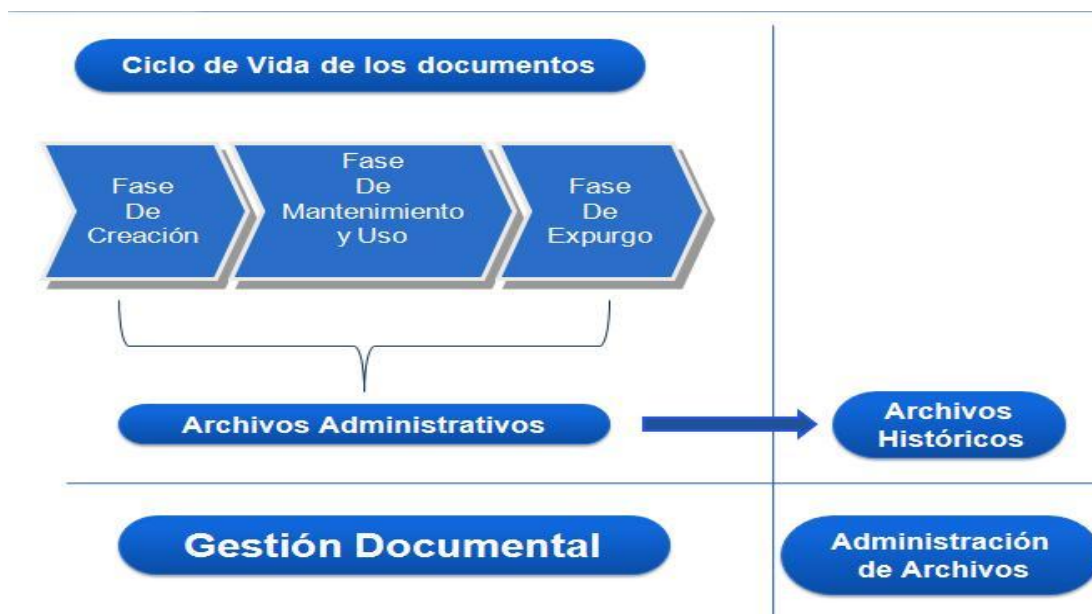 Ciclo de Vida de los documentos
Fase
De
Creación
Fase
De
Mantenimiento
y Uso
Fase
De
Expurgo
Archivos Administrativos
Archivos
Históricos
Gestión Documental
Administración
de Archivos